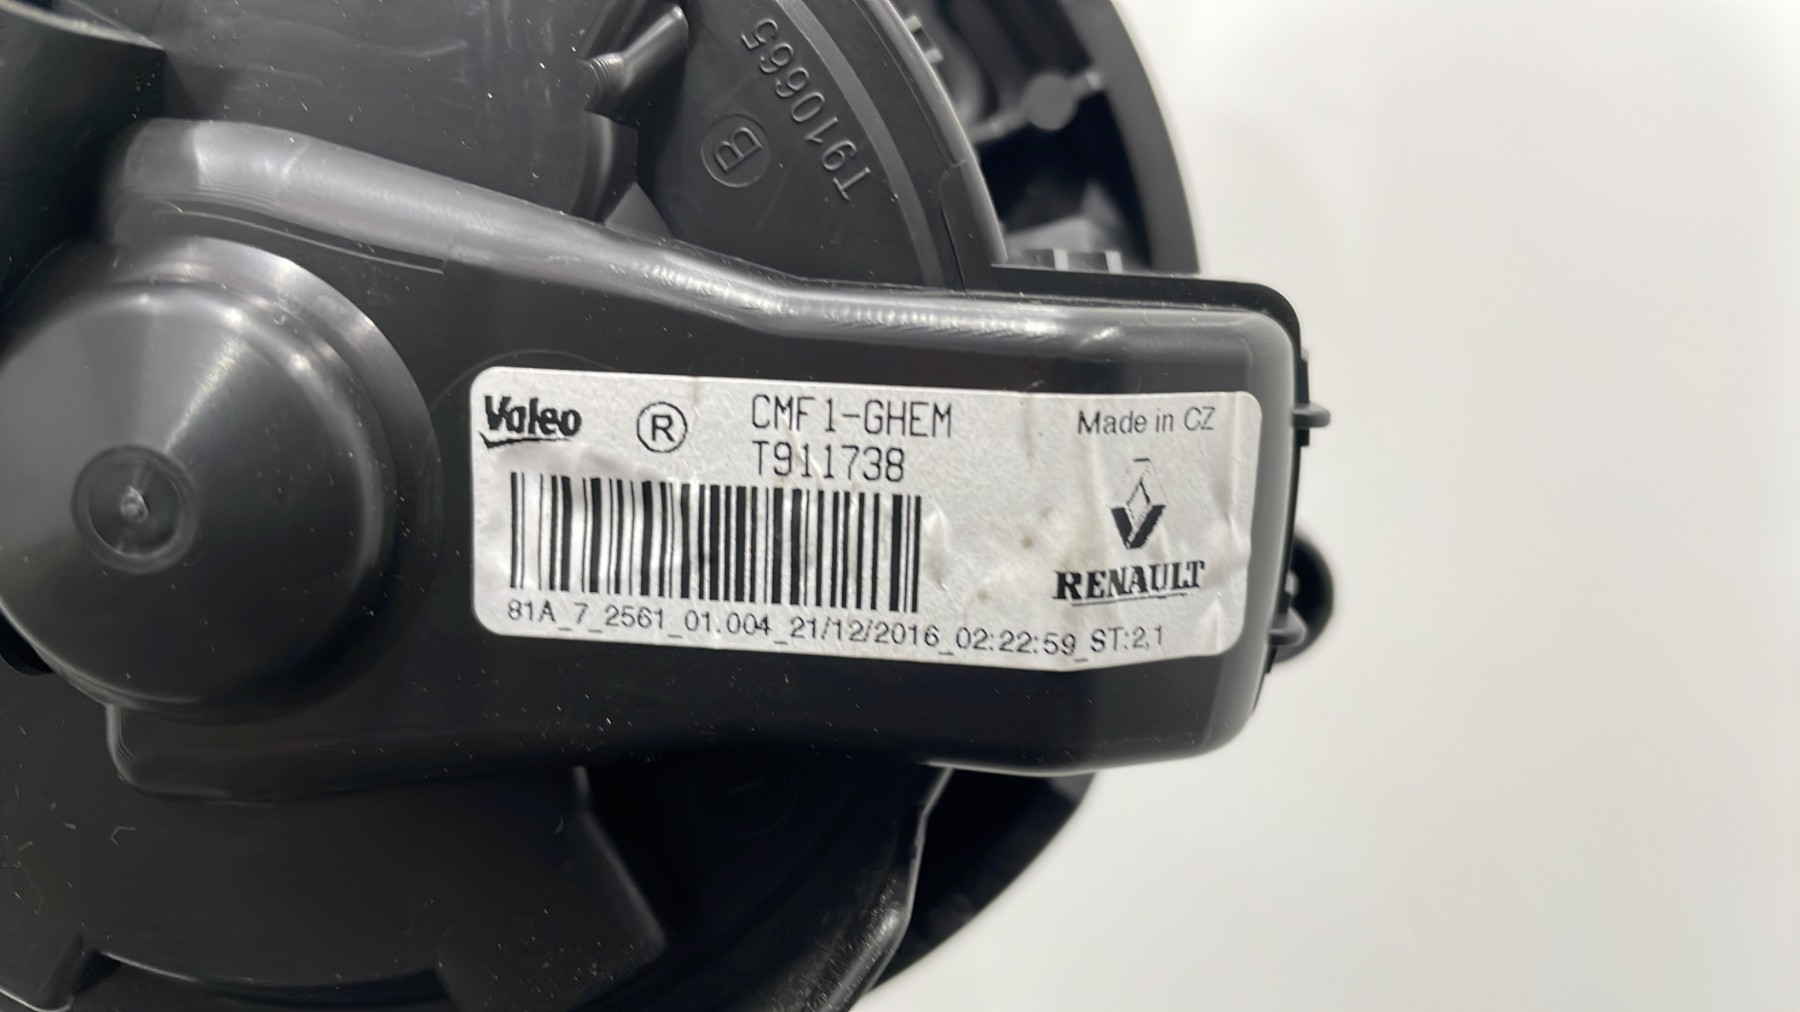 T910665
B
Valeo ® CMF1-GHEM Made in CZ
T911738
RENAULT
81A_7_2561_01.004_21/12/2016_02:22:59_ST:2,1